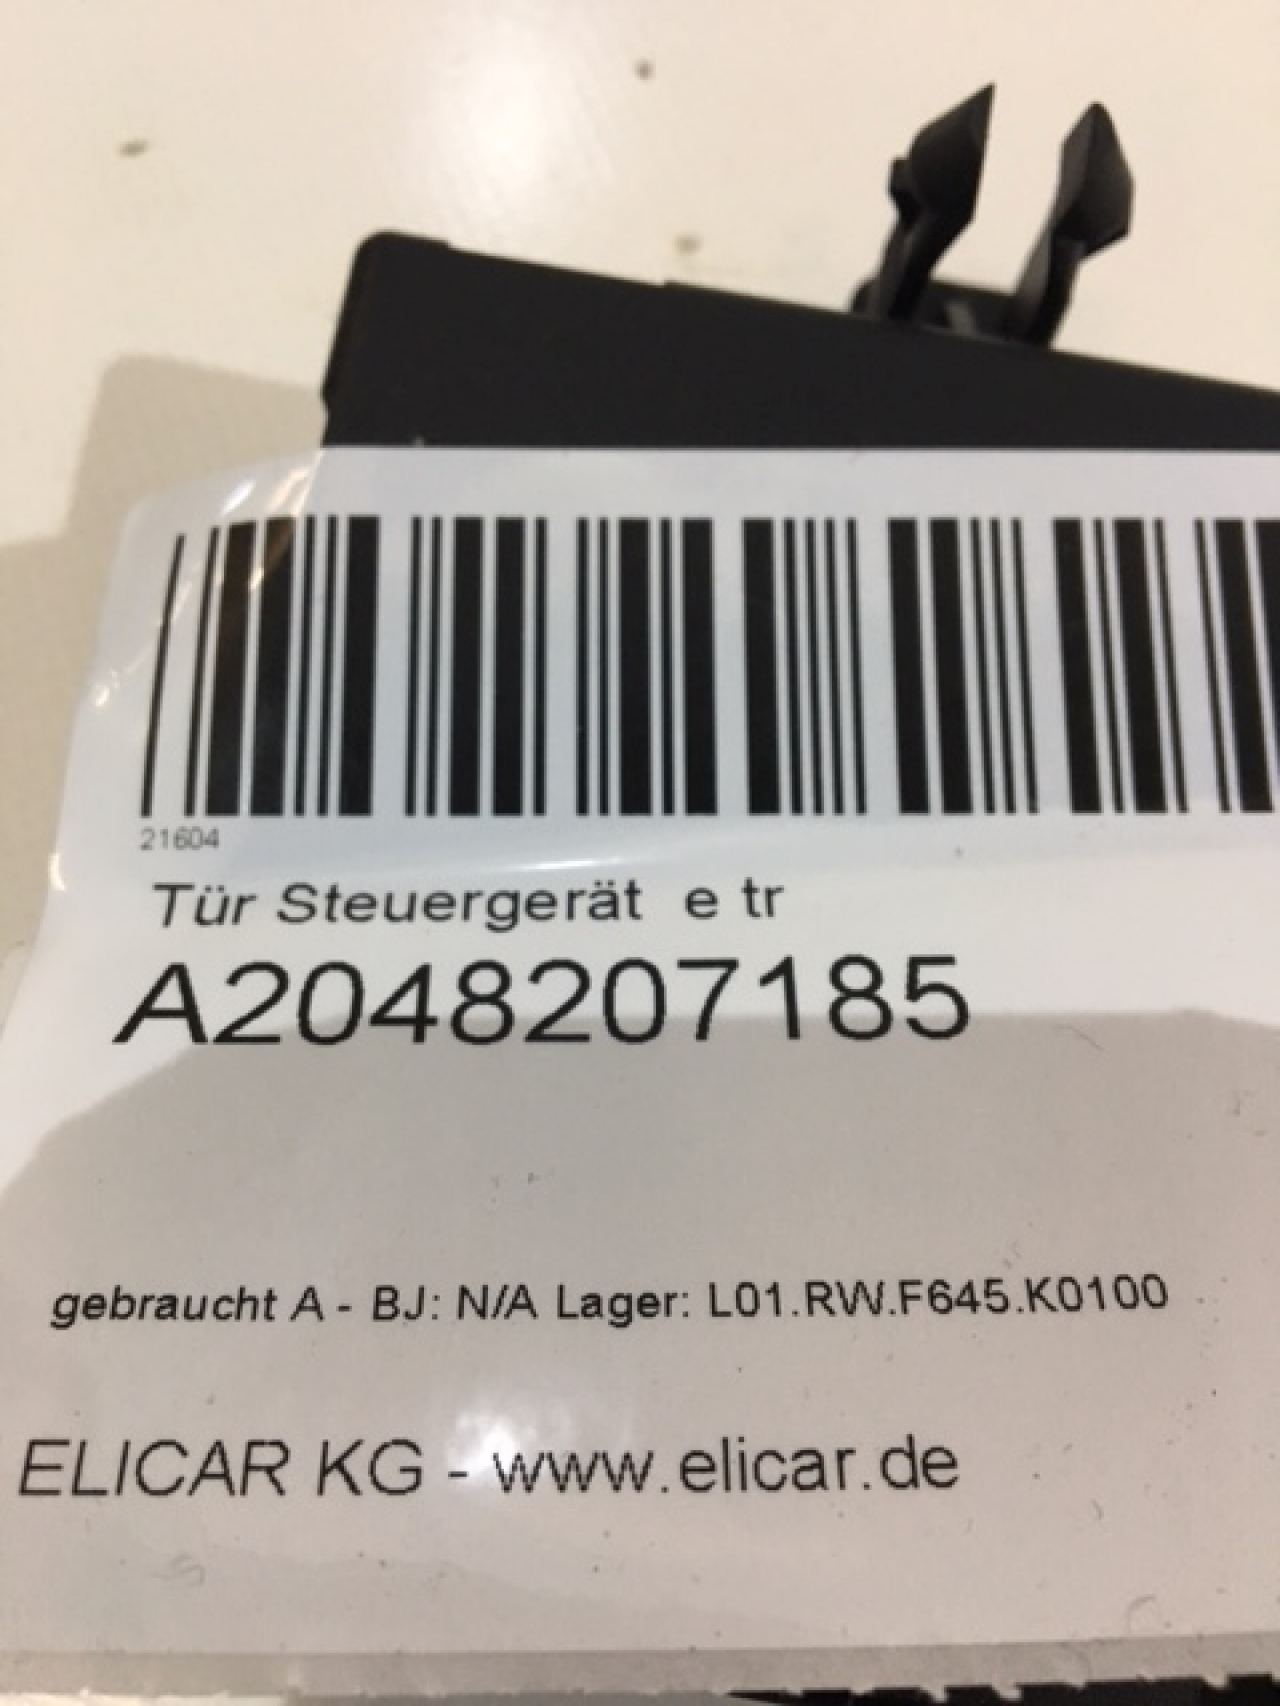 21604
Tür Steuergerät e tr
A2048207185
gebraucht A - BJ: N/A Lager: L01.RW.F645.K0100
ELICAR KG - www.elicar.de